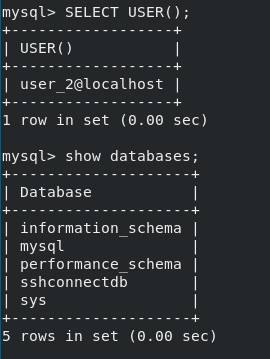 mysql> SELECT USER();
+------------------+
| USER()           |
+------------------+
| user_2@localhost |
+------------------+
1 row in set (0.00 sec)
mysql> show databases;
+--------------------+
| Database           |
+--------------------+
| information_schema |
| mysql              |
| performance_schema |
| sshconnectdb       |
| sys                |
+--------------------+
5 rows in set (0.00 sec)